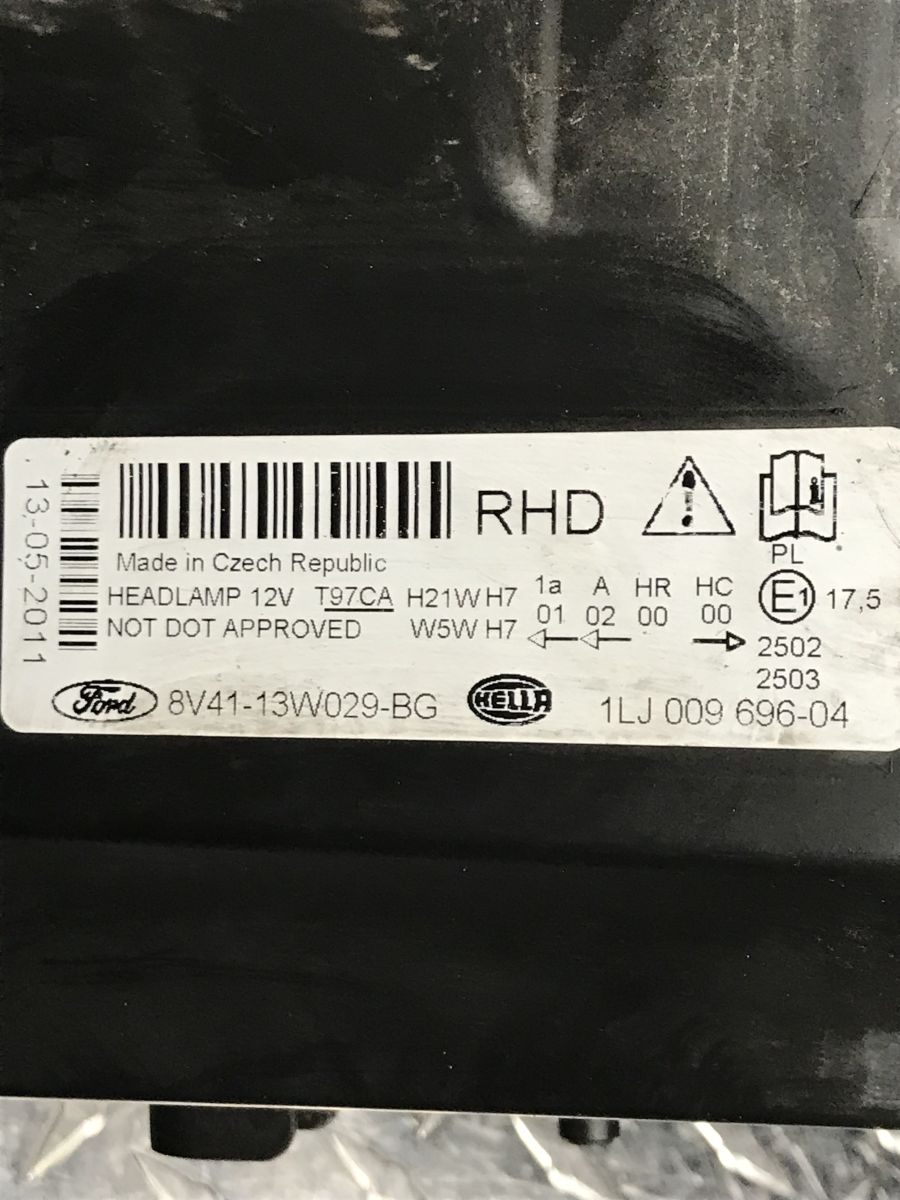 13-05-2011
RHD
PL
Made in Czech Republic
HEADLAMP 12V T97CA H21W H7 1a A HR HC E1 17,5
NOT DOT APPROVED W5W H7 01 02 00 00
2502
2503
Ford 8V41-13W029-BG HELLA 1LJ 009 696-04